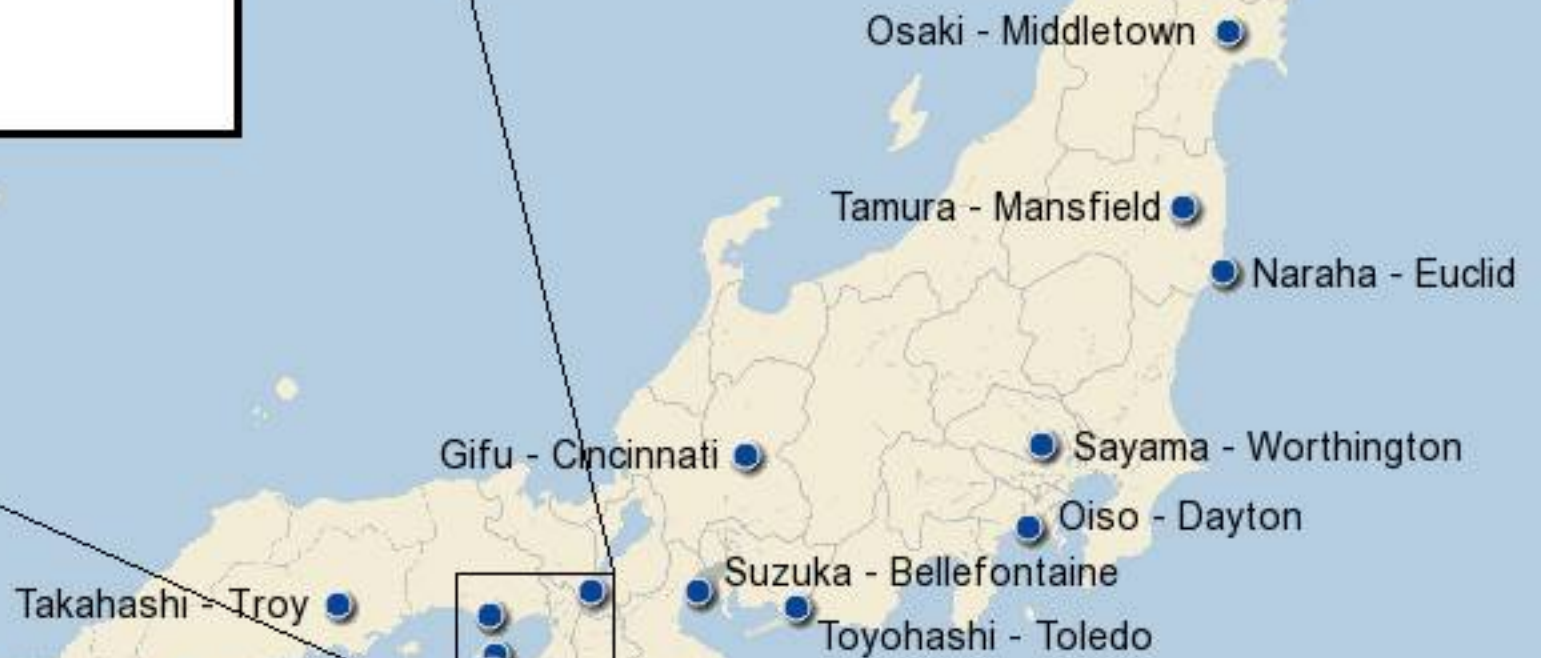 Osaki - Middletown
Tamura - Mansfield
Naraha - Euclid
Gifu - Cincinnati
Sayama - Worthington
Oiso - Dayton
Suzuka - Bellefontaine
Takahashi - Troy
Toyohashi - Toledo